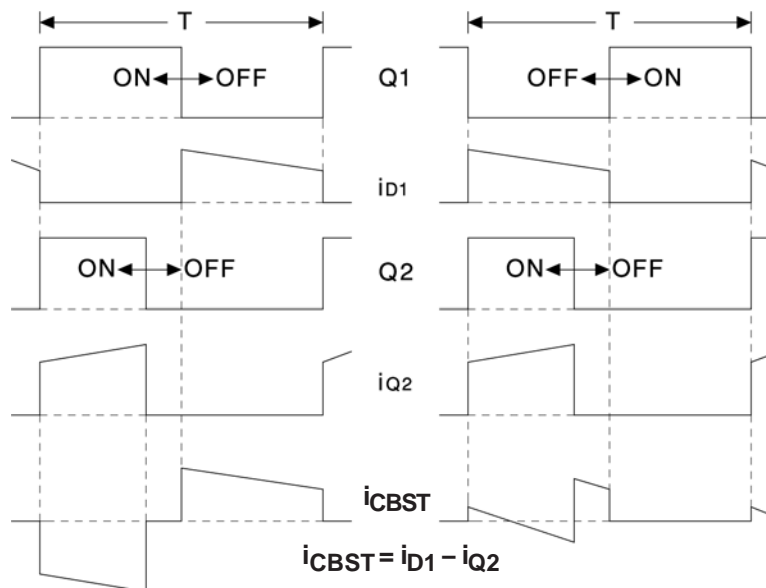 T T
ON OFF Q1 OFF ON
iD1
ON OFF Q2 ON OFF
iQ2
iCBST
iCBST = iD1 – iQ2